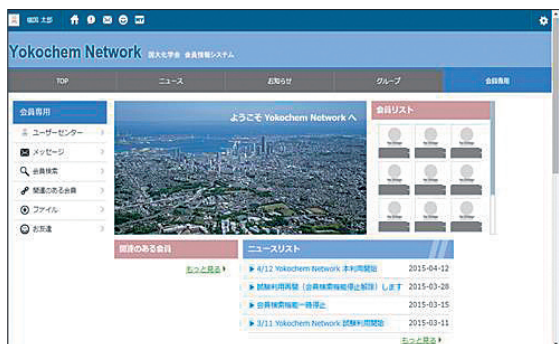 Yokochem Network 国大化学会 会員情報システム
TOP ニュース お知らせ グループ 会員専用
会員専用
ユーザーセンター
メッセージ
会員検索
関連のある会員
ファイル
お友達
ようこそ Yokochem Network へ
会員リスト
関連のある会員
もっと見る
ニュースリスト
4/12 Yokochem Network 本利用開始 2015-04-12
試験利用再開（会員検索機能停止解除）します 2015-03-28
会員検索機能一時停止 2015-03-15
3/11 Yokochem Network 試験利用開始 2015-03-11
もっと見る